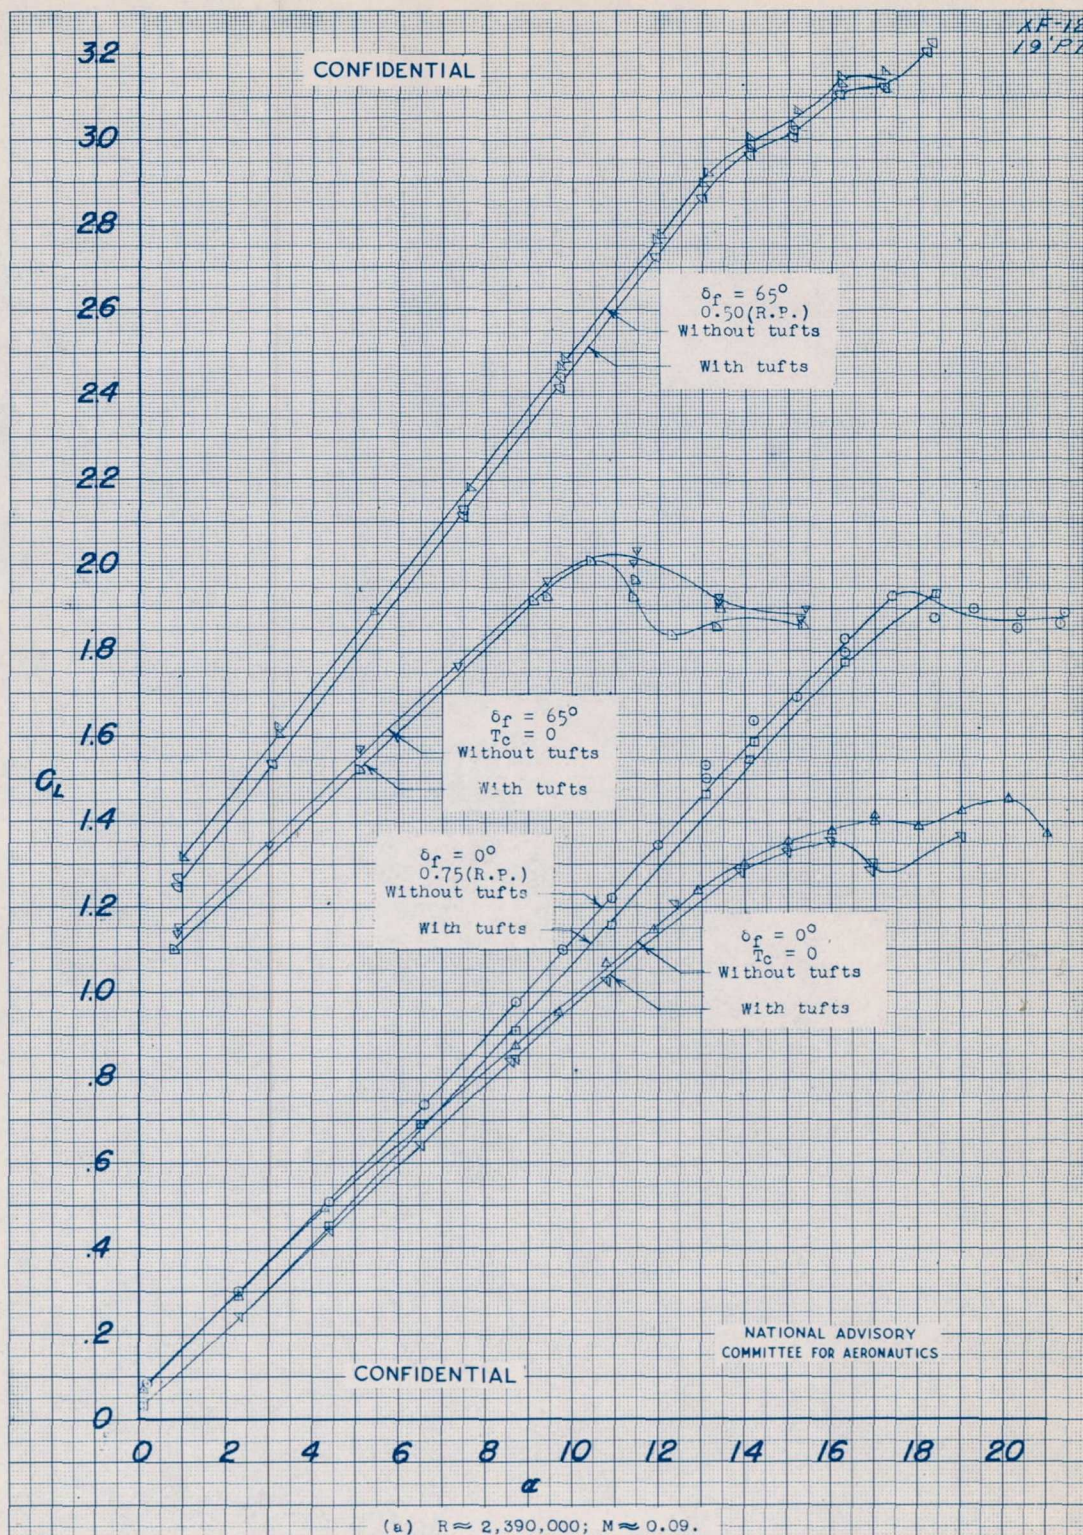 XF-12
19' PT
3.2
CONFIDENTIAL
3.0
2.8
2.6
2.4
2.2
2.0
1.8
1.6
1.4
1.2
1.0
.8
.6
.4
.2
0
C_L
δf = 65°
0.50(R.P.)
Without tufts
With tufts
δf = 65°
Tc = 0
Without tufts
With tufts
δf = 0°
0.75(R.P.)
Without tufts
With tufts
δf = 0°
Tc = 0
Without tufts
With tufts
NATIONAL ADVISORY
COMMITTEE FOR AERONAUTICS
CONFIDENTIAL
0 2 4 6 8 10 12 14 16 18 20
α
(a) R ≈ 2,390,000; M ≈ 0.09.